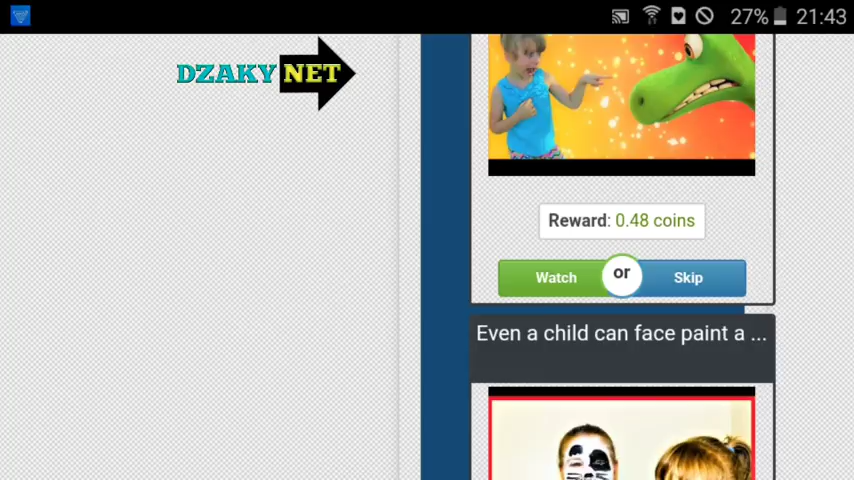 27% 21:43
DZAKY NET
Reward: 0.48 coins
Watch or Skip
Even a child can face paint a ...